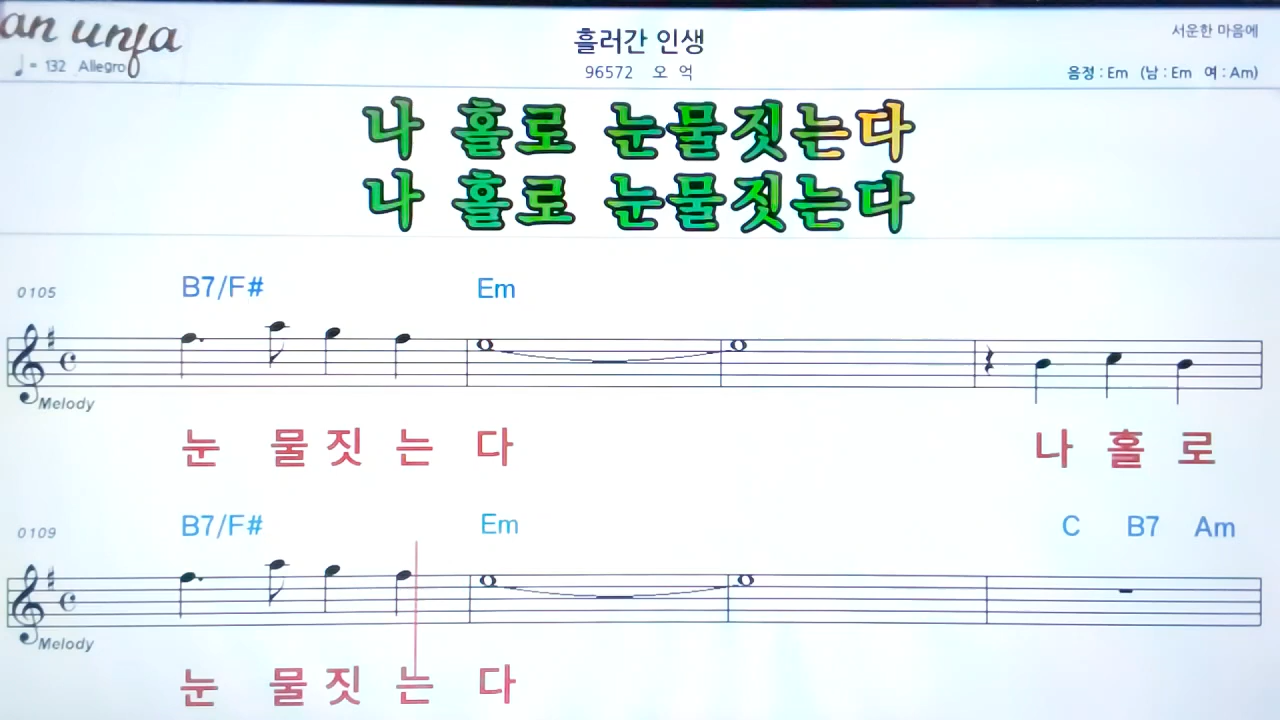 an unfa
흘러간 인생
서운한 마음에
♩= 132 Allegro
96572 오 억
음정 : Em (남 : Em 여 : Am)
나 홀로 눈물짓는다
나 홀로 눈물짓는다
0105 B7/F# Em
Melody
눈 물 짓 는 다 나 홀 로
0109 B7/F# Em C B7 Am
Melody
눈 물 짓 는 다